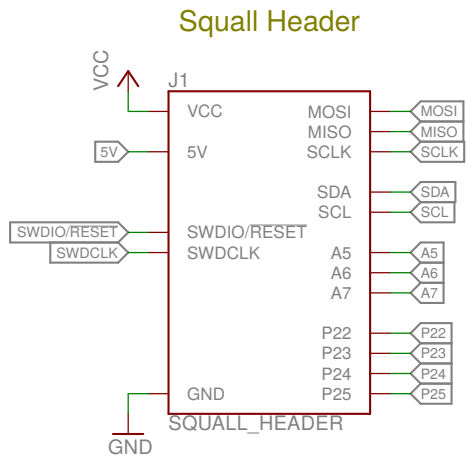 Squall Header
VCC
J1
VCC MOSI MOSI
MISO MISO
5V 5V SCLK SCLK
SDA SDA
SCL SCL
SWDIO/RESET SWDIO/RESET
SWDCLK SWDCLK A5 A5
A6 A6
A7 A7
P22 P22
P23 P23
P24 P24
GND P25 P25
SQUALL_HEADER
GND